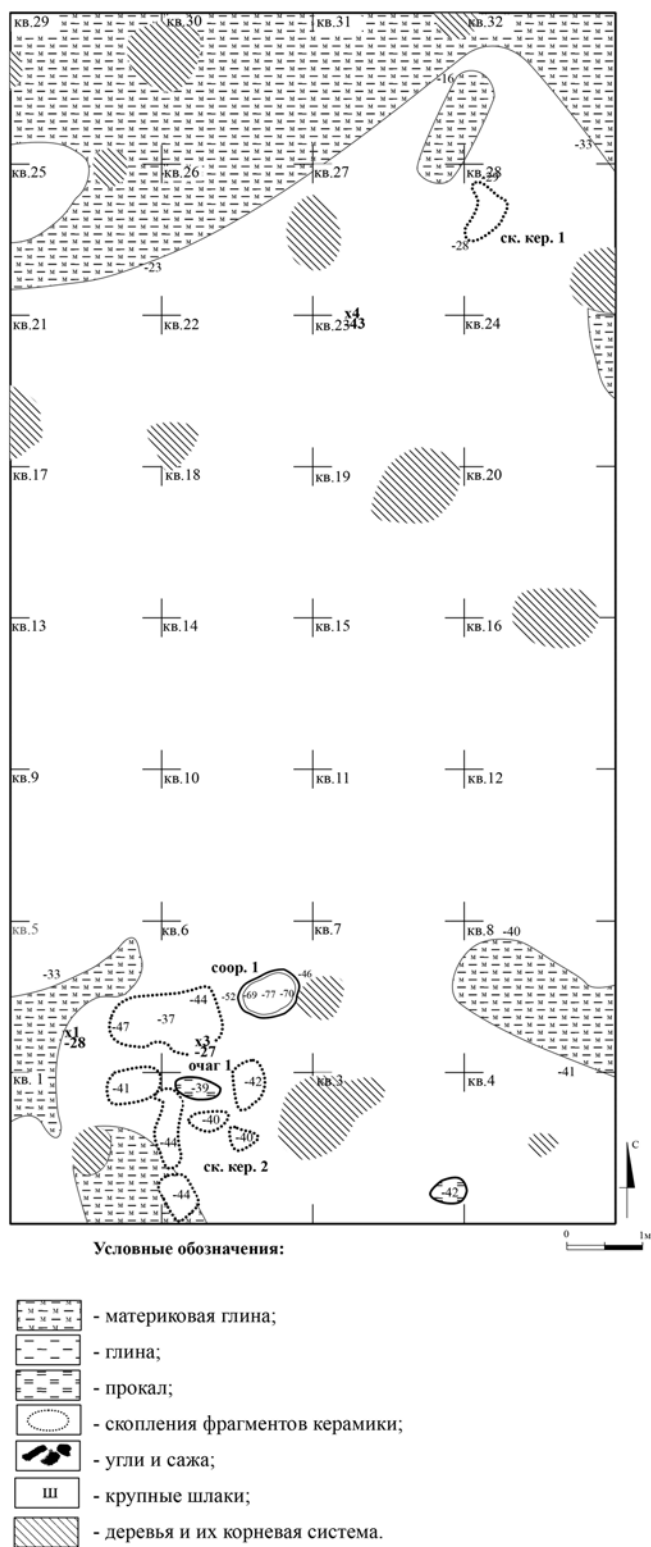 кв.29 кв.30 кв.31 кв.32
-16
-33
кв.25 кв.26 кв.27 кв.28
-29
-28 ск. кер. 1
-23
кв.21 кв.22 кв.23 х4 кв.24
-43
кв.17 кв.18 кв.19 кв.20
кв.13 кв.14 кв.15 кв.16
кв.9 кв.10 кв.11 кв.12
кв.5 кв.6 кв.7 кв.8 -40
-33 соор. 1 -46
-44 -52 -69 -77 -70
-47 -37
х1 х3
-28 -27
очаг 1 -41
кв. 1 кв.3 кв.4
-41 -39 -42
-40
-44 -40
ск. кер. 2
-44 -42
С
0 1м
Условные обозначения:
м - материковая глина;
- глина;
- прокал;
- скопления фрагментов керамики;
- угли и сажа;
Ш - крупные шлаки;
- деревья и их корневая система.